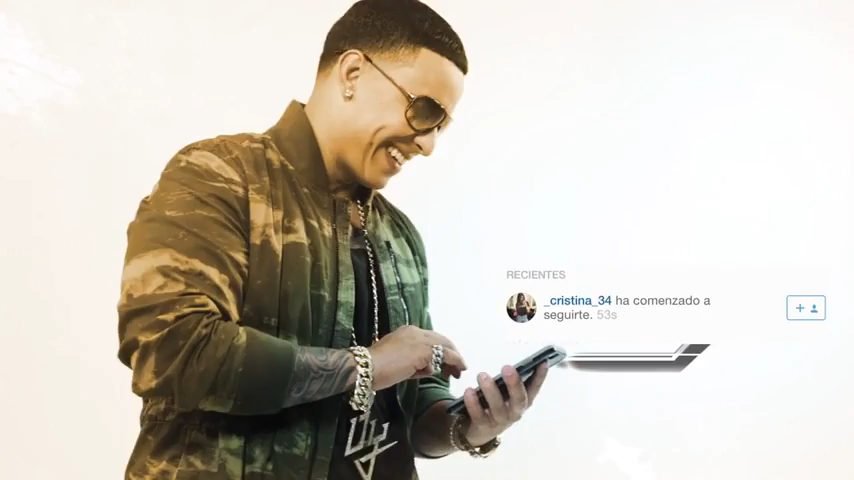 RECIENTES
_cristina_34 ha comenzado a
seguirte. 53s